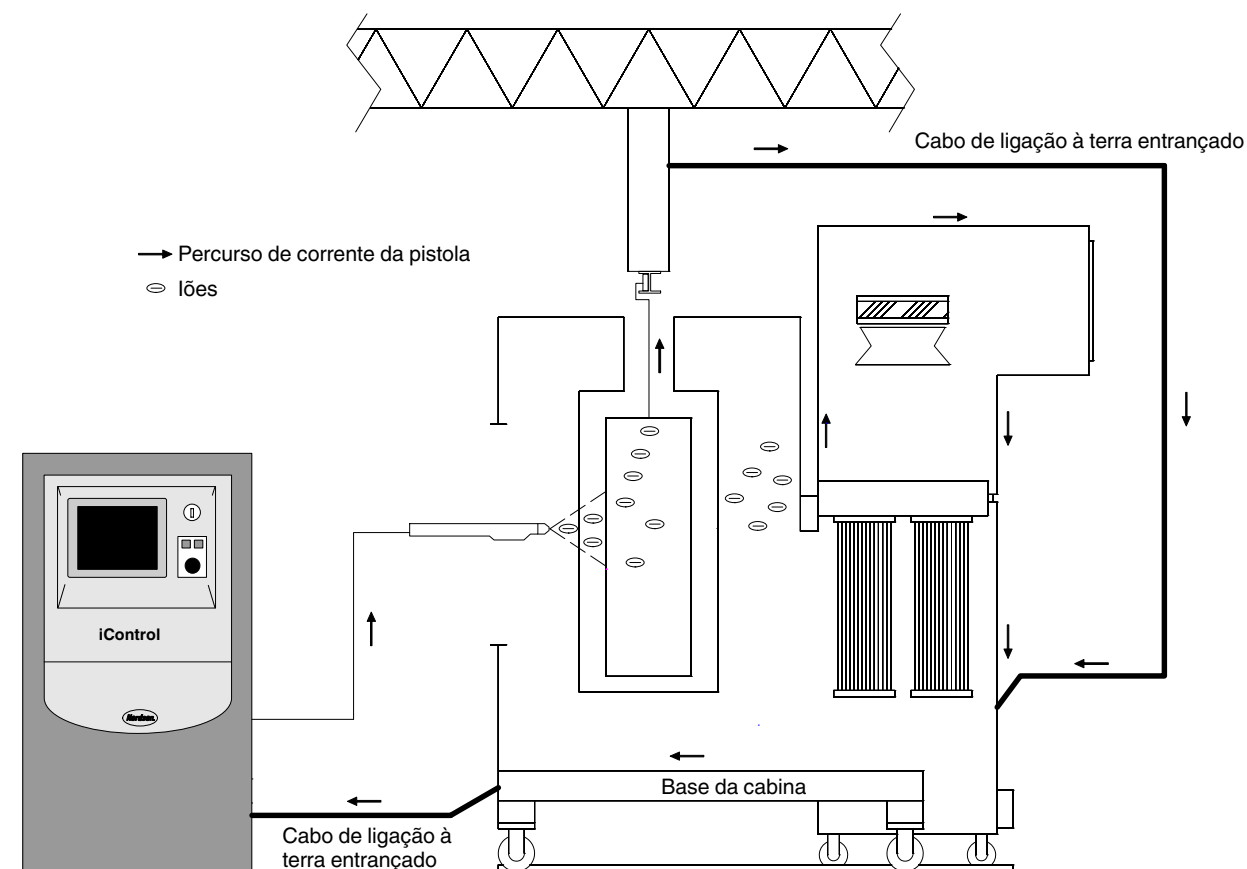 Cabo de ligação à terra entrançado
Percurso de corrente da pistola
Iões
iControl
Nordson
Base da cabina
Cabo de ligação à
terra entrançado